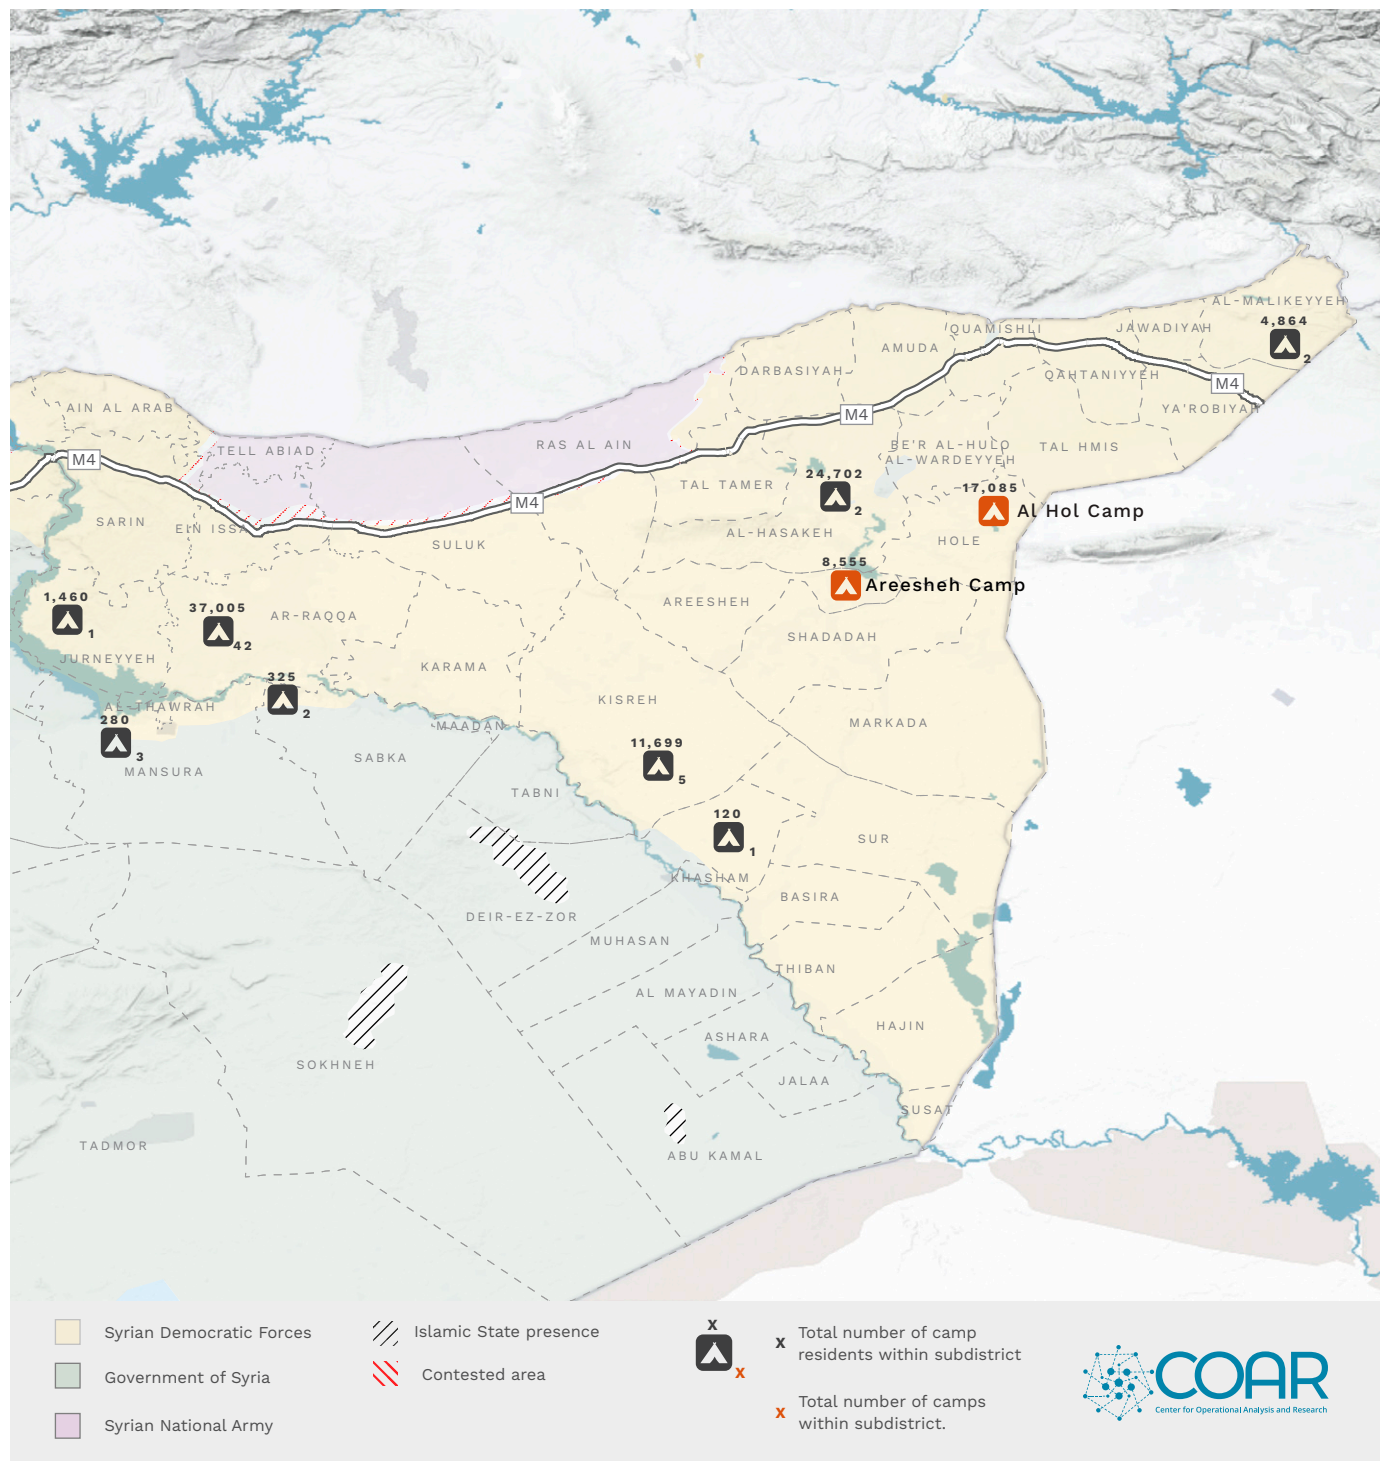 AL-MALIKEYYEH
4,864
2
QUAMISHLI
JAWADIYAH
AMUDA
DARBASIYAH
QAHTANIYYEH
M4
YA'ROBIYAH
AIN AL ARAB
M4
TELL ABIAD
RAS AL AIN
BE'R AL-HULO
AL-WARDEYYEH
TAL HMIS
M4
24,702
2
TAL TAMER
17,085
Al Hol Camp
M4
SARIN
EIN ISSA
SULUK
AL-HASAKEH
HOLE
8,555
Areesheh Camp
1,460
1
37,005
42
AR-RAQQA
AREESHEH
SHADADAH
JURNEYYEH
KARAMA
325
2
KISREH
AL-THAWRAH
280
3
MAADAN
MARKADA
MANSURA
SABKA
11,699
5
TABNI
120
1
SUR
KHASHAM
BASIRA
DEIR-EZ-ZOR
MUHASAN
THIBAN
AL MAYADIN
HAJIN
ASHARA
SOKHNEH
JALAA
SUSAT
TADMOR
ABU KAMAL
Syrian Democratic Forces
Government of Syria
Syrian National Army
Islamic State presence
Contested area
x
x
x
Total number of camp
residents within subdistrict
x
Total number of camps
within subdistrict.
COAR
Center for Operational Analysis and Research